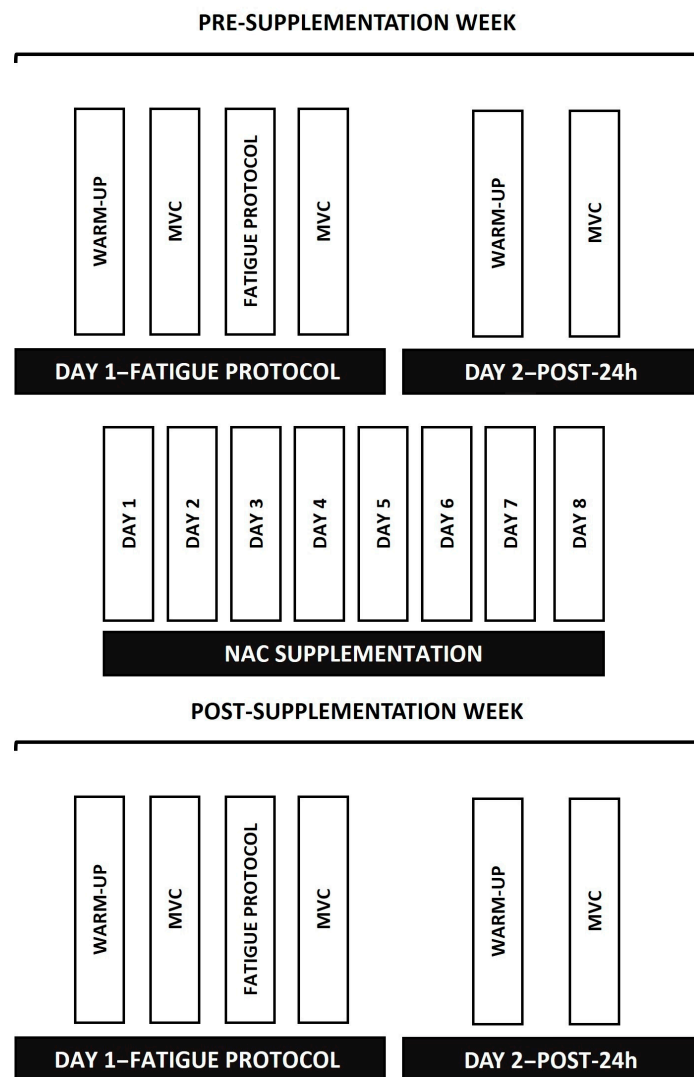 PRE-SUPPLEMENTATION WEEK
WARM-UP
MVC
FATIGUE PROTOCOL
MVC
WARM-UP
MVC
DAY 1–FATIGUE PROTOCOL
DAY 2–POST-24h
DAY 1
DAY 2
DAY 3
DAY 4
DAY 5
DAY 6
DAY 7
DAY 8
NAC SUPPLEMENTATION
POST-SUPPLEMENTATION WEEK
WARM-UP
MVC
FATIGUE PROTOCOL
MVC
WARM-UP
MVC
DAY 1–FATIGUE PROTOCOL
DAY 2–POST-24h